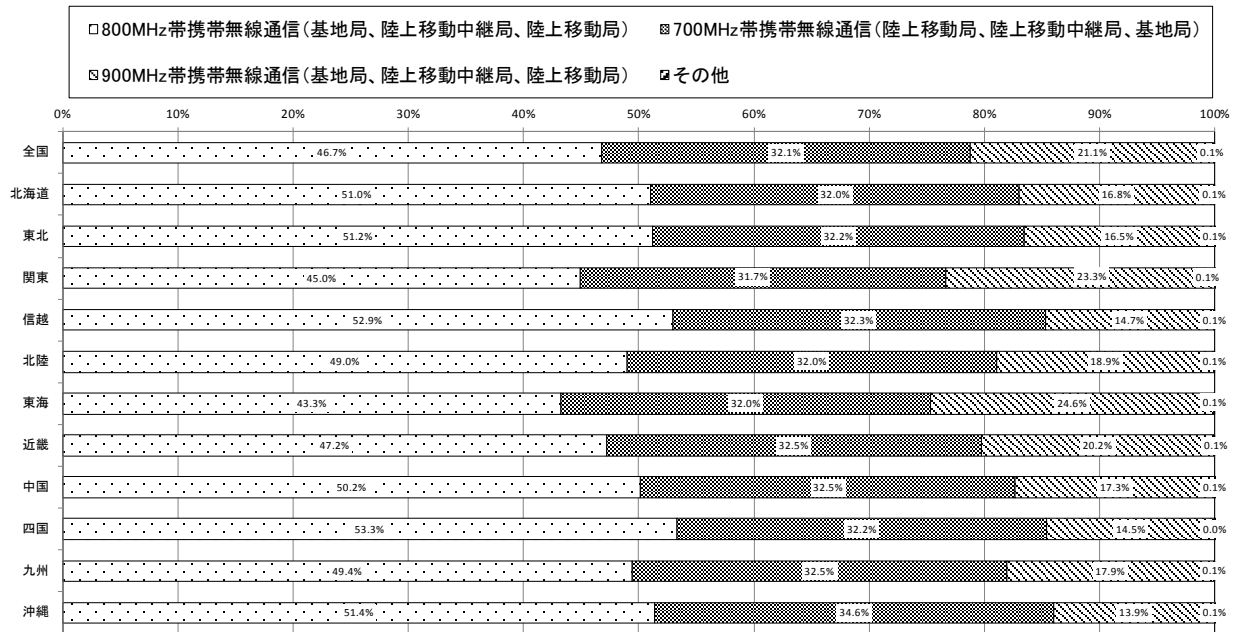 800MHz帯携帯無線通信(基地局、陸上移動中継局、陸上移動局) 700MHz帯携帯無線通信(陸上移動局、陸上移動中継局、基地局)
900MHz帯携帯無線通信(基地局、陸上移動中継局、陸上移動局) その他
0% 10% 20% 30% 40% 50% 60% 70% 80% 90% 100%
全国 46.7% 32.1% 21.1% 0.1%
北海道 51.0% 32.0% 16.8% 0.1%
東北 51.2% 32.2% 16.5% 0.1%
関東 45.0% 31.7% 23.3% 0.1%
信越 52.9% 32.3% 14.7% 0.1%
北陸 49.0% 32.0% 18.9% 0.1%
東海 43.3% 32.0% 24.6% 0.1%
近畿 47.2% 32.5% 20.2% 0.1%
中国 50.2% 32.5% 17.3% 0.1%
四国 53.3% 32.2% 14.5% 0.0%
九州 49.4% 32.5% 17.9% 0.1%
沖縄 51.4% 34.6% 13.9% 0.1%